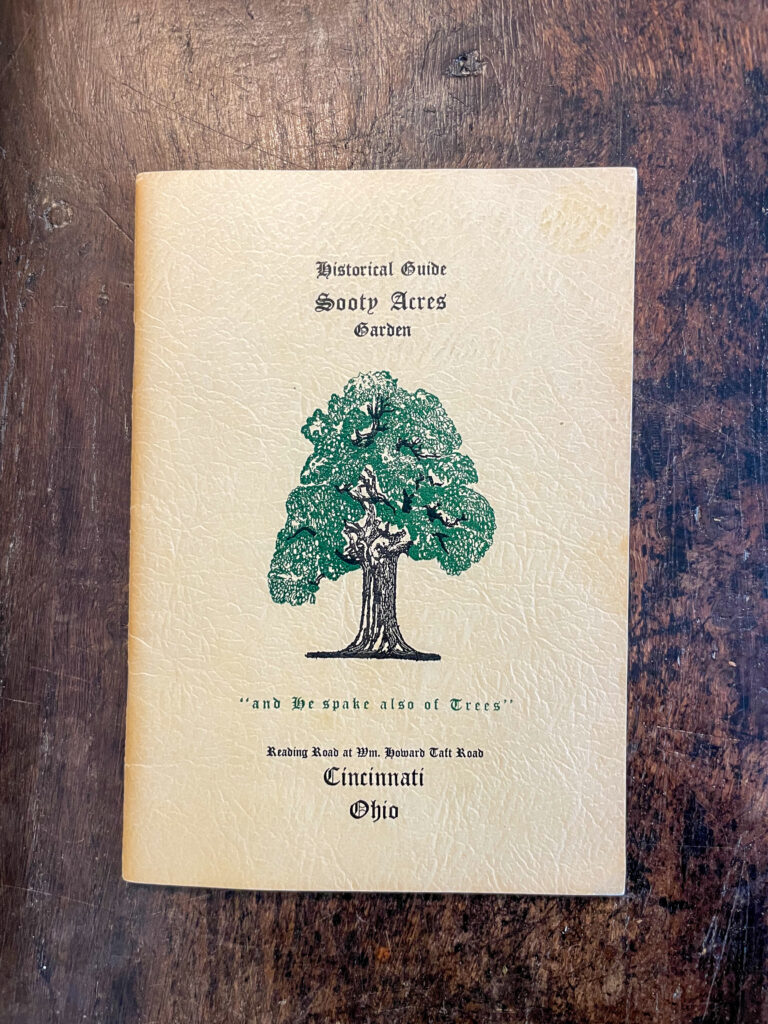 Historical Guide
Sooty Acres
Garden
"and He spake also of Trees"
Reading Road at Wm. Howard Taft Road
Cincinnati
Ohio